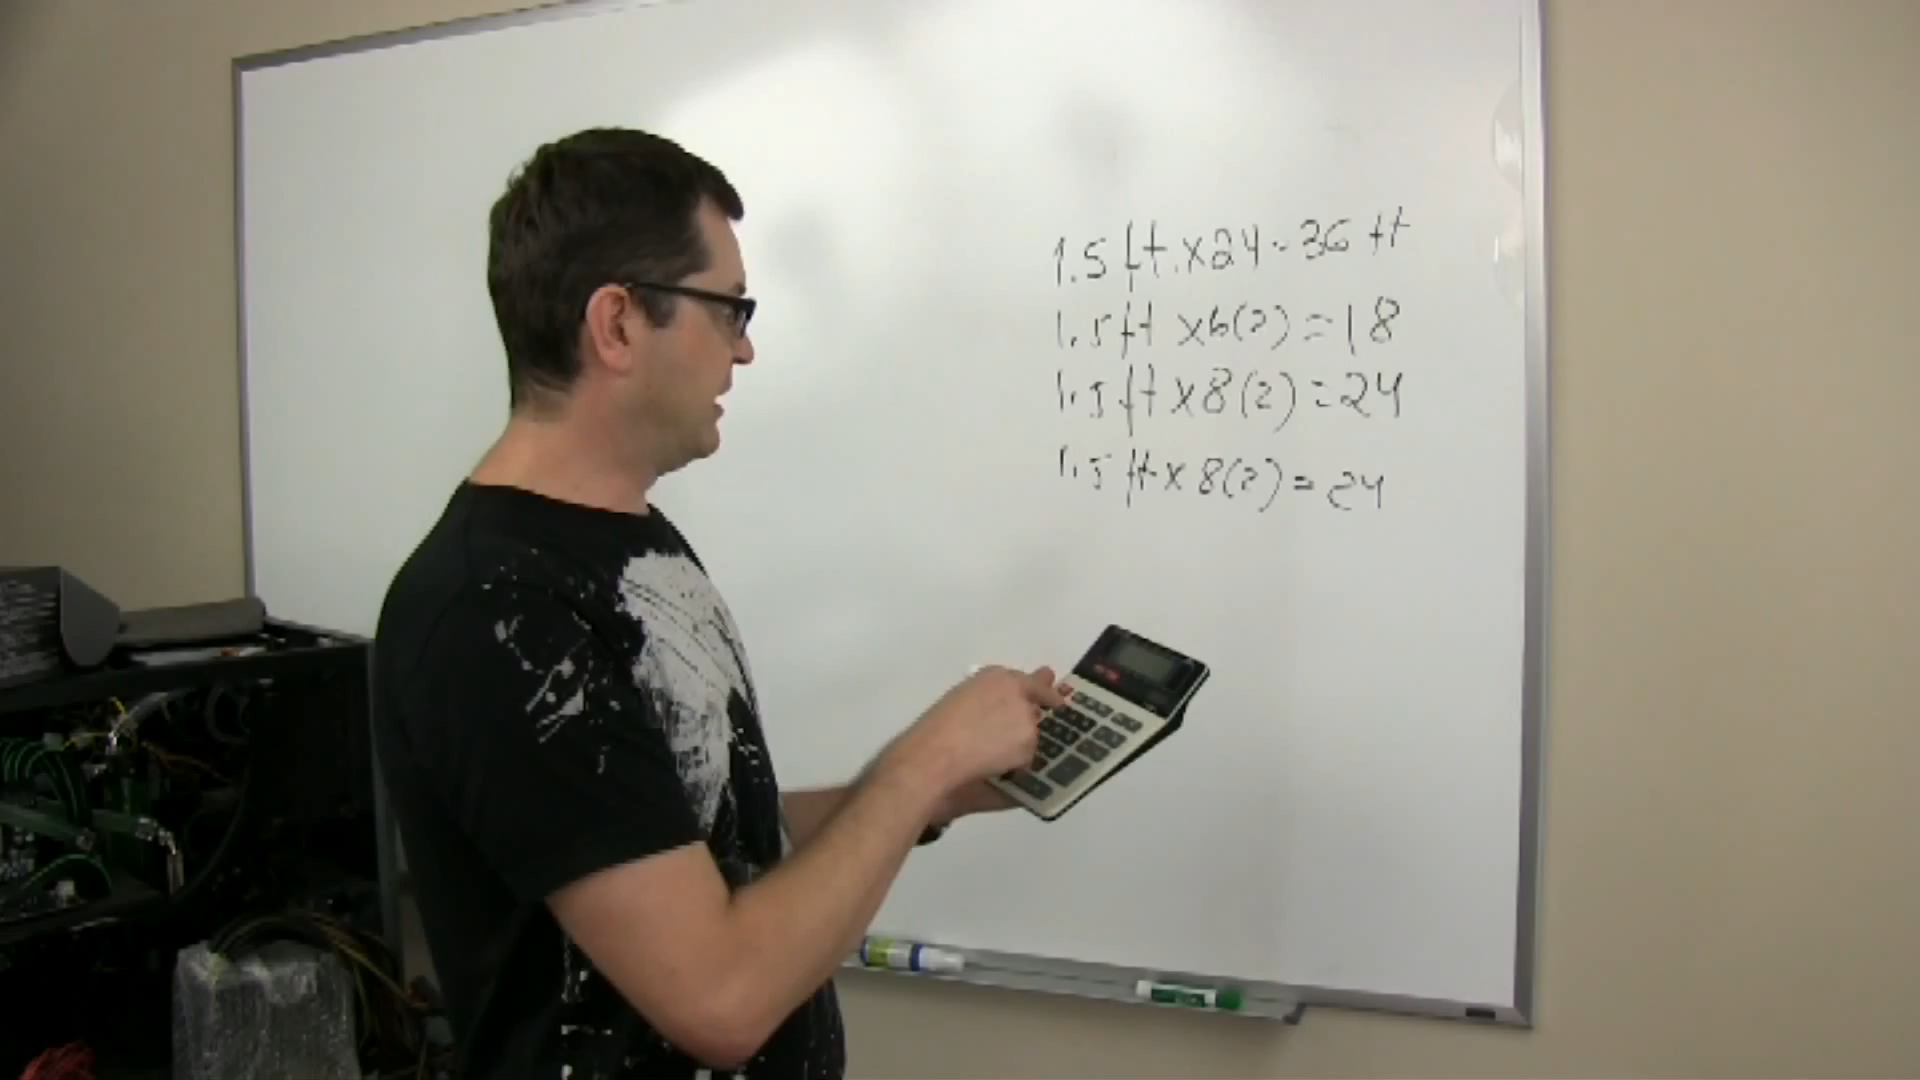 1.5 ft. x 24 - 36 ft
1.5 ft x 6(2) = 18
1.5 ft x 8(2) = 24
1.5 ft x 8(2) = 24